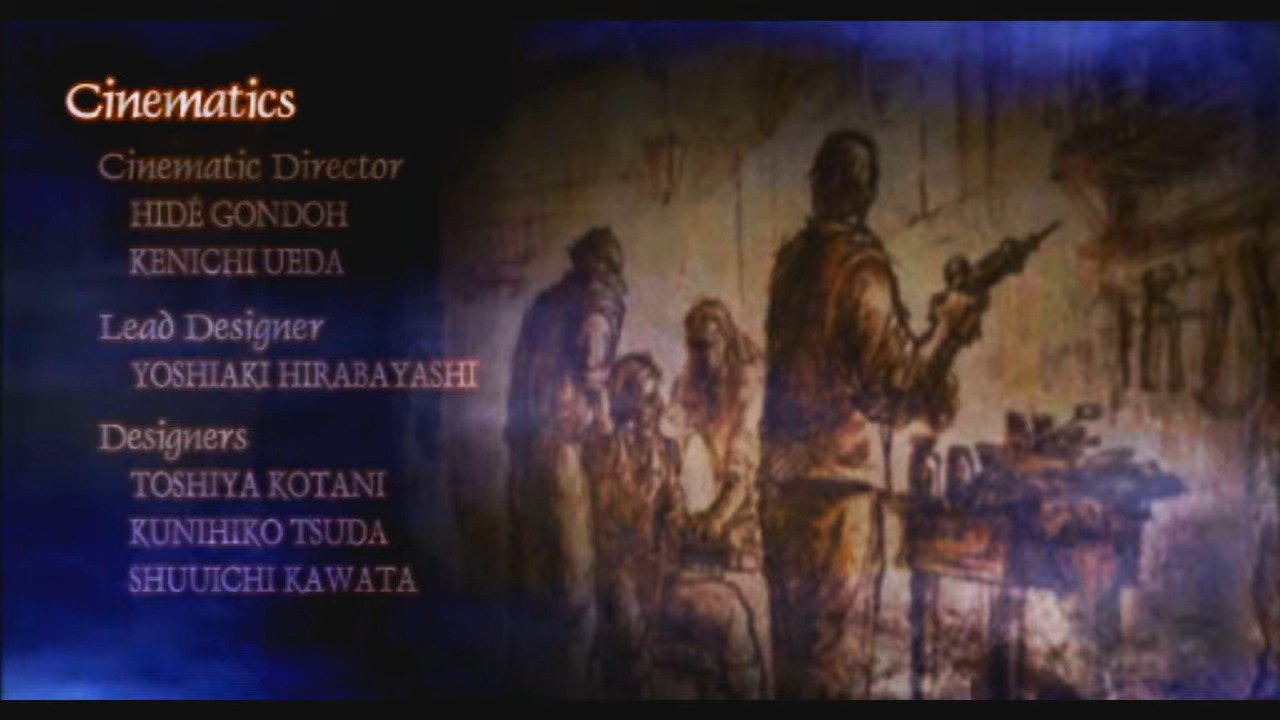 Cinematics
Cinematic Director
HIDÉ GONDOH
KENICHI UEDA
Lead Designer
YOSHIAKI HIRABAYASHI
Designers
TOSHIYA KOTANI
KUNIHIKO TSUDA
SHUUICHI KAWATA